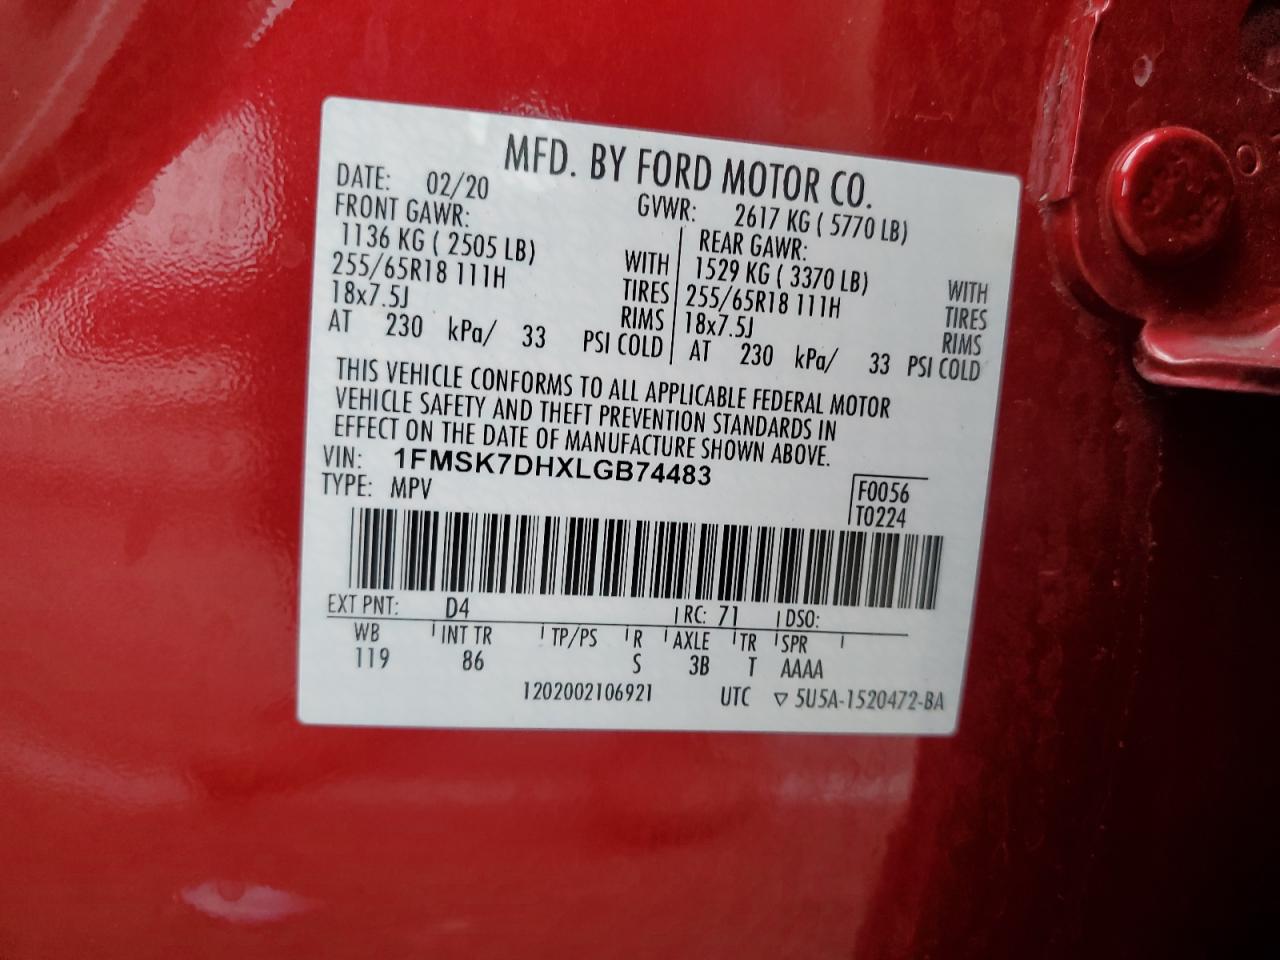 MFD. BY FORD MOTOR CO.
DATE: 02/20 GVWR: 2617 KG ( 5770 LB)
FRONT GAWR: REAR GAWR:
1136 KG ( 2505 LB) WITH 1529 KG ( 3370 LB) WITH
255/65R18 111H TIRES 255/65R18 111H TIRES
18x7.5J RIMS 18x7.5J RIMS
AT 230 kPa/ 33 PSI COLD AT 230 kPa/ 33 PSI COLD
THIS VEHICLE CONFORMS TO ALL APPLICABLE FEDERAL MOTOR
VEHICLE SAFETY AND THEFT PREVENTION STANDARDS IN
EFFECT ON THE DATE OF MANUFACTURE SHOWN ABOVE.
VIN: 1FMSK7DHXLGB74483
TYPE: MPV
F0056
T0224
EXT PNT: D4 RC: 71 DSO:
WB INT TR TP/PS R AXLE TR SPR
119 86 S 3B T AAAA
1202002106921 UTC ▽ 5U5A-1520472-BA